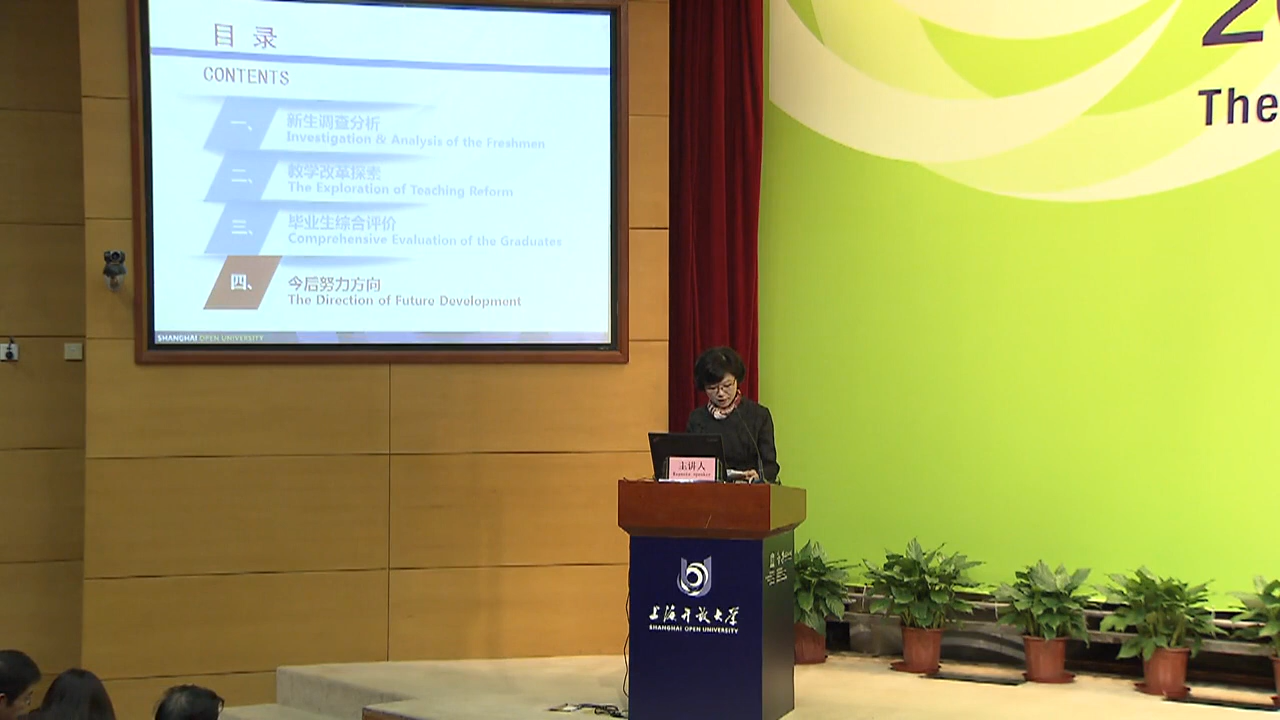 目 录
CONTENTS
一、
新生调查分析
Investigation & Analysis of the Freshmen
二、
教学改革探索
The Exploration of Teaching Reform
三、
毕业生综合评价
Comprehensive Evaluation of the Graduates
四、
今后努力方向
The Direction of Future Development
SHANGHAI OPEN UNIVERSITY
The
主讲人
上海开放大学
SHANGHAI OPEN UNIVERSITY